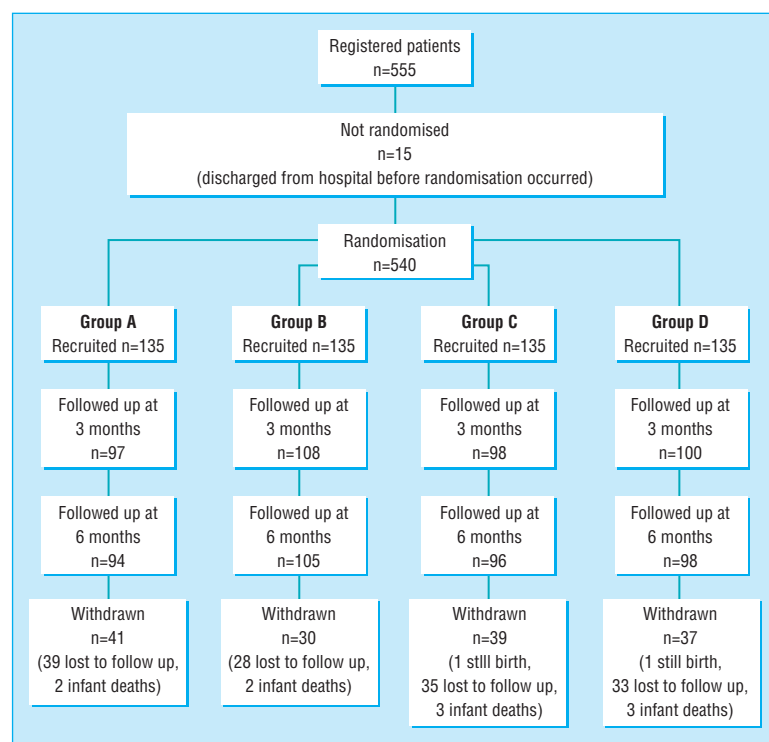 Registered patients
n=555
Not randomised
n=15
(discharged from hospital before randomisation occurred)
Randomisation
n=540
Group A
Recruited n=135
Group B
Recruited n=135
Group C
Recruited n=135
Group D
Recruited n=135
Followed up at
3 months
n=97
Followed up at
3 months
n=108
Followed up at
3 months
n=98
Followed up at
3 months
n=100
Followed up at
6 months
n=94
Followed up at
6 months
n=105
Followed up at
6 months
n=96
Followed up at
6 months
n=98
Withdrawn
n=41
(39 lost to follow up,
2 infant deaths)
Withdrawn
n=30
(28 lost to follow up,
2 infant deaths)
Withdrawn
n=39
(1 stlll birth,
35 lost to follow up,
3 infant deaths)
Withdrawn
n=37
(1 still birth,
33 lost to follow up,
3 infant deaths)